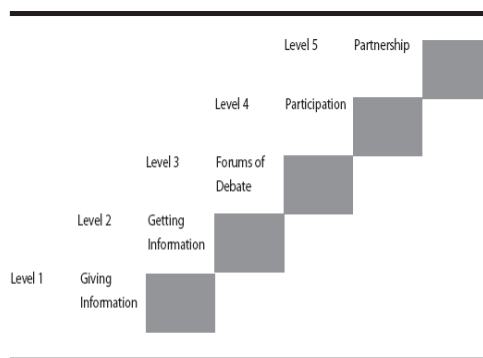 Level 5 Partnership
Level 4 Participation
Level 3 Forums of
Debate
Level 2 Getting
Information
Level 1 Giving
Information